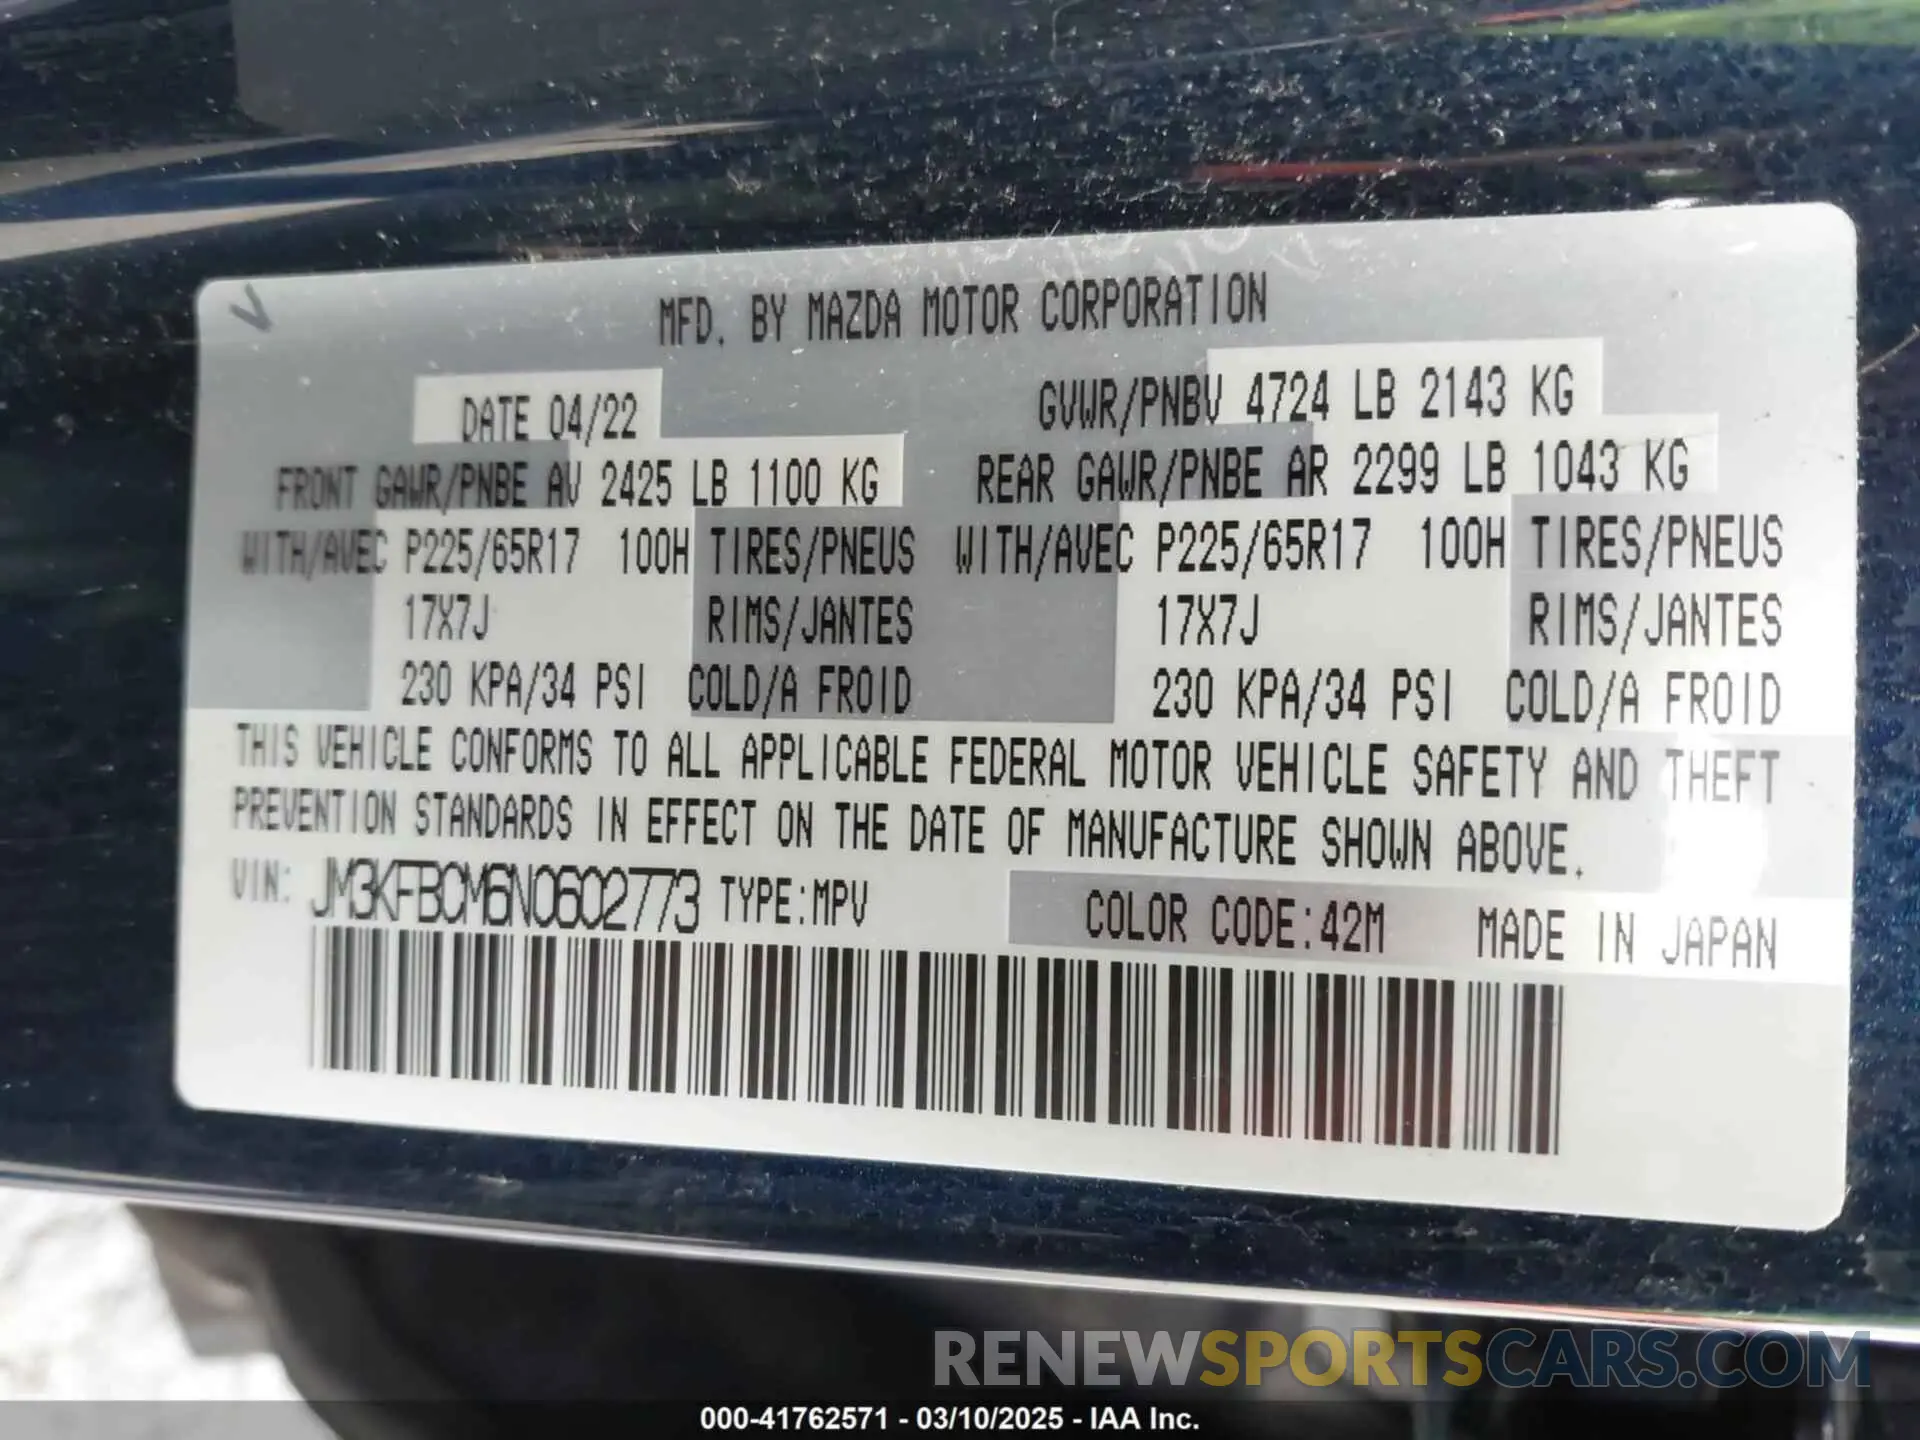 MFD. BY MAZDA MOTOR CORPORATION
DATE 04/22 GVWR/PNBV 4724 LB 2143 KG
FRONT GAWR/PNBE AV 2425 LB 1100 KG REAR GAWR/PNBE AR 2299 LB 1043 KG
WITH/AVEC P225/65R17 100H TIRES/PNEUS WITH/AVEC P225/65R17 100H TIRES/PNEUS
17X7J RIMS/JANTES 17X7J RIMS/JANTES
230 KPA/34 PSI COLD/A FROID 230 KPA/34 PSI COLD/A FROID
THIS VEHICLE CONFORMS TO ALL APPLICABLE FEDERAL MOTOR VEHICLE SAFETY AND THEFT
PREVENTION STANDARDS IN EFFECT ON THE DATE OF MANUFACTURE SHOWN ABOVE.
VIN: JM3KFBCM6N0602773 TYPE:MPV COLOR CODE:42M MADE IN JAPAN
RENEWSPORTSCARS.COM
000-41762571 - 03/10/2025 - IAA Inc.